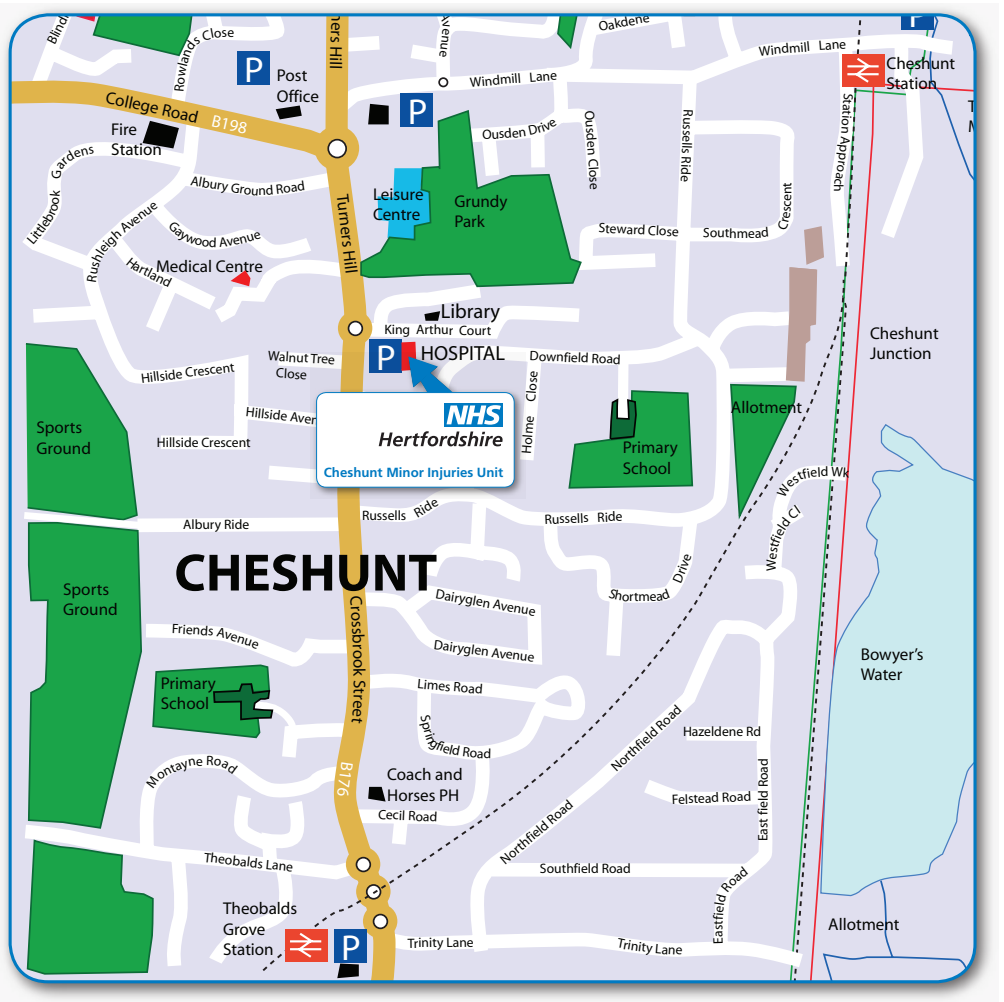 Blind
Rowlands Close
ners Hill
Avenue
Oakdene
P
Windmill Lane
Cheshunt
Station
P
Post
Office
P
Windmill Lane
T
M
College Road B198
Fire
Station
Ousden Drive
Ousden Close
Russells Ride
Station Approach
Littlebrook Gardens
Albury Ground Road
Leisure
Centre
Grundy
Park
Crescent
Turners Hill
Rushleigh Avenue
Gaywood Avenue
Steward Close
Southmead
Hartland
Medical Centre
Library
King Arthur Court
Cheshunt
Junction
Walnut Tree
Close
P
HOSPITAL
Downfield Road
Hillside Crescent
Holme Close
NHS
Hertfordshire
Cheshunt Minor Injuries Unit
Hillside Aven
Hillside Crescent
Allotment
Sports
Ground
Primary
School
Westfield Wk
Westfield Cl
Albury Ride
Russells Ride
Russells Ride
CHESHUNT
Sports
Ground
Dairyglen Avenue
Shortmead Drive
Crossbrook Street
Friends Avenue
Dairyglen Avenue
Bowyer's
Water
Primary
School
Limes Road
Springfield Road
Northfield Road
Hazeldene Rd
Montayne Road
B176
Coach and
Horses PH
Cecil Road
Felstead Road
East field Road
Northfield Road
Theobalds Lane
Southfield Road
Eastfield Road
Theobalds
Grove
Station
P
Trinity Lane
Trinity Lane
Allotment